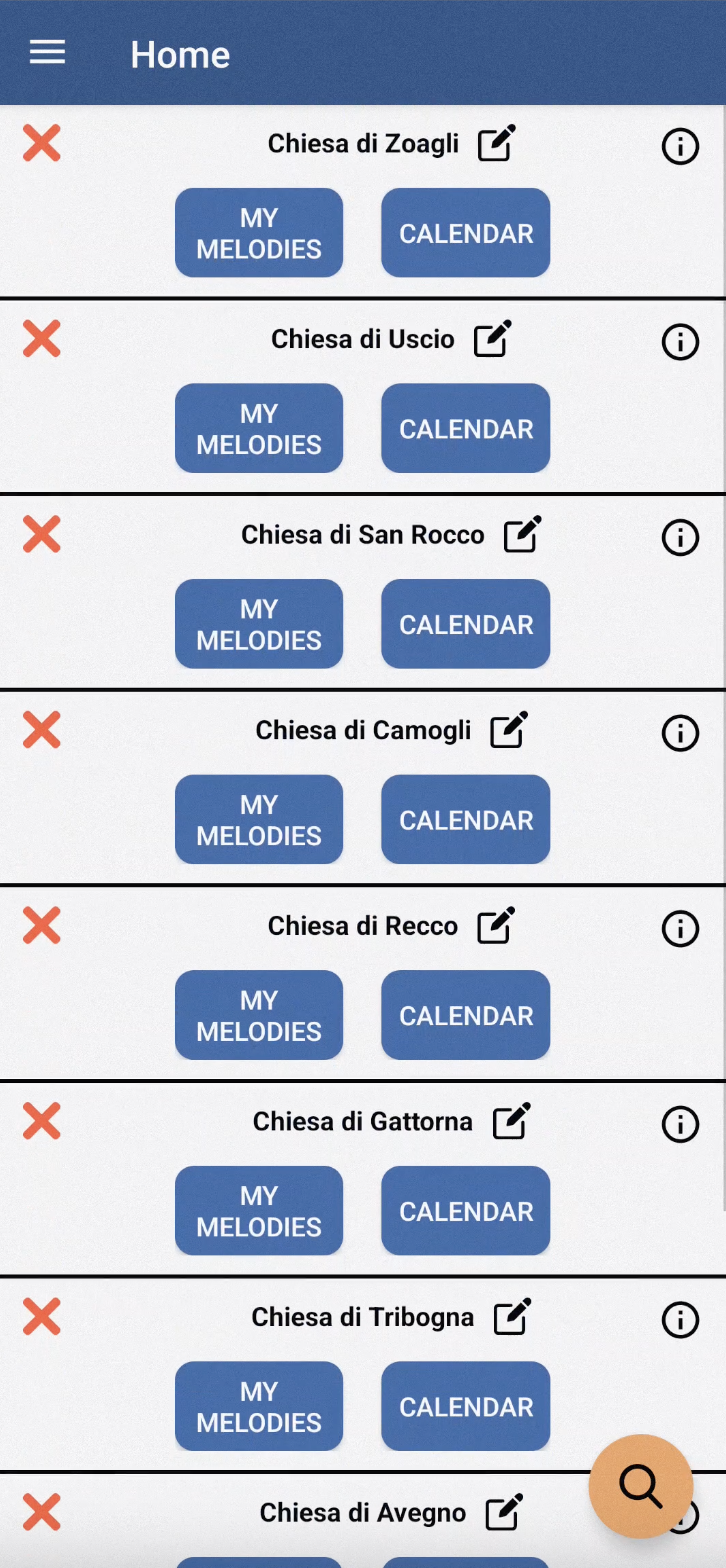 Home
Chiesa di Zoagli
MY
MELODIES
CALENDAR
Chiesa di Uscio
MY
MELODIES
CALENDAR
Chiesa di San Rocco
MY
MELODIES
CALENDAR
Chiesa di Camogli
MY
MELODIES
CALENDAR
Chiesa di Recco
MY
MELODIES
CALENDAR
Chiesa di Gattorna
MY
MELODIES
CALENDAR
Chiesa di Tribogna
MY
MELODIES
CALENDAR
Chiesa di Avegno